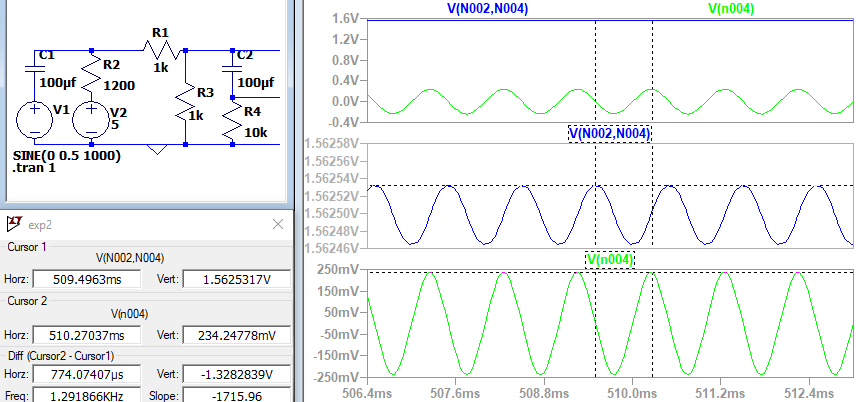 R1
C1
R2
C2
100µf
1200
1k
100µf
V1
V2
R3
R4
5
1k
10k
SINE(0 0.5 1000)
.tran 1
exp2
Cursor 1
V(N002,N004)
Horz: 509.4963ms Vert: 1.5625317V
Cursor 2
V(n004)
Horz: 510.27037ms Vert: 234.24778mV
Diff (Cursor2 - Cursor1)
Horz: 774.07407µs Vert: -1.3282839V
Freq: 1.291866KHz Slope: -1715.96
V(N002,N004) V(n004)
1.6V
1.2V
0.8V
0.4V
0.0V
-0.4V
V(N002,N004)
1.56258V
1.56256V
1.56254V
1.56252V
1.56250V
1.56248V
1.56246V
V(n004)
250mV
150mV
50mV
-50mV
-150mV
-250mV
506.4ms 507.6ms 508.8ms 510.0ms 511.2ms 512.4ms